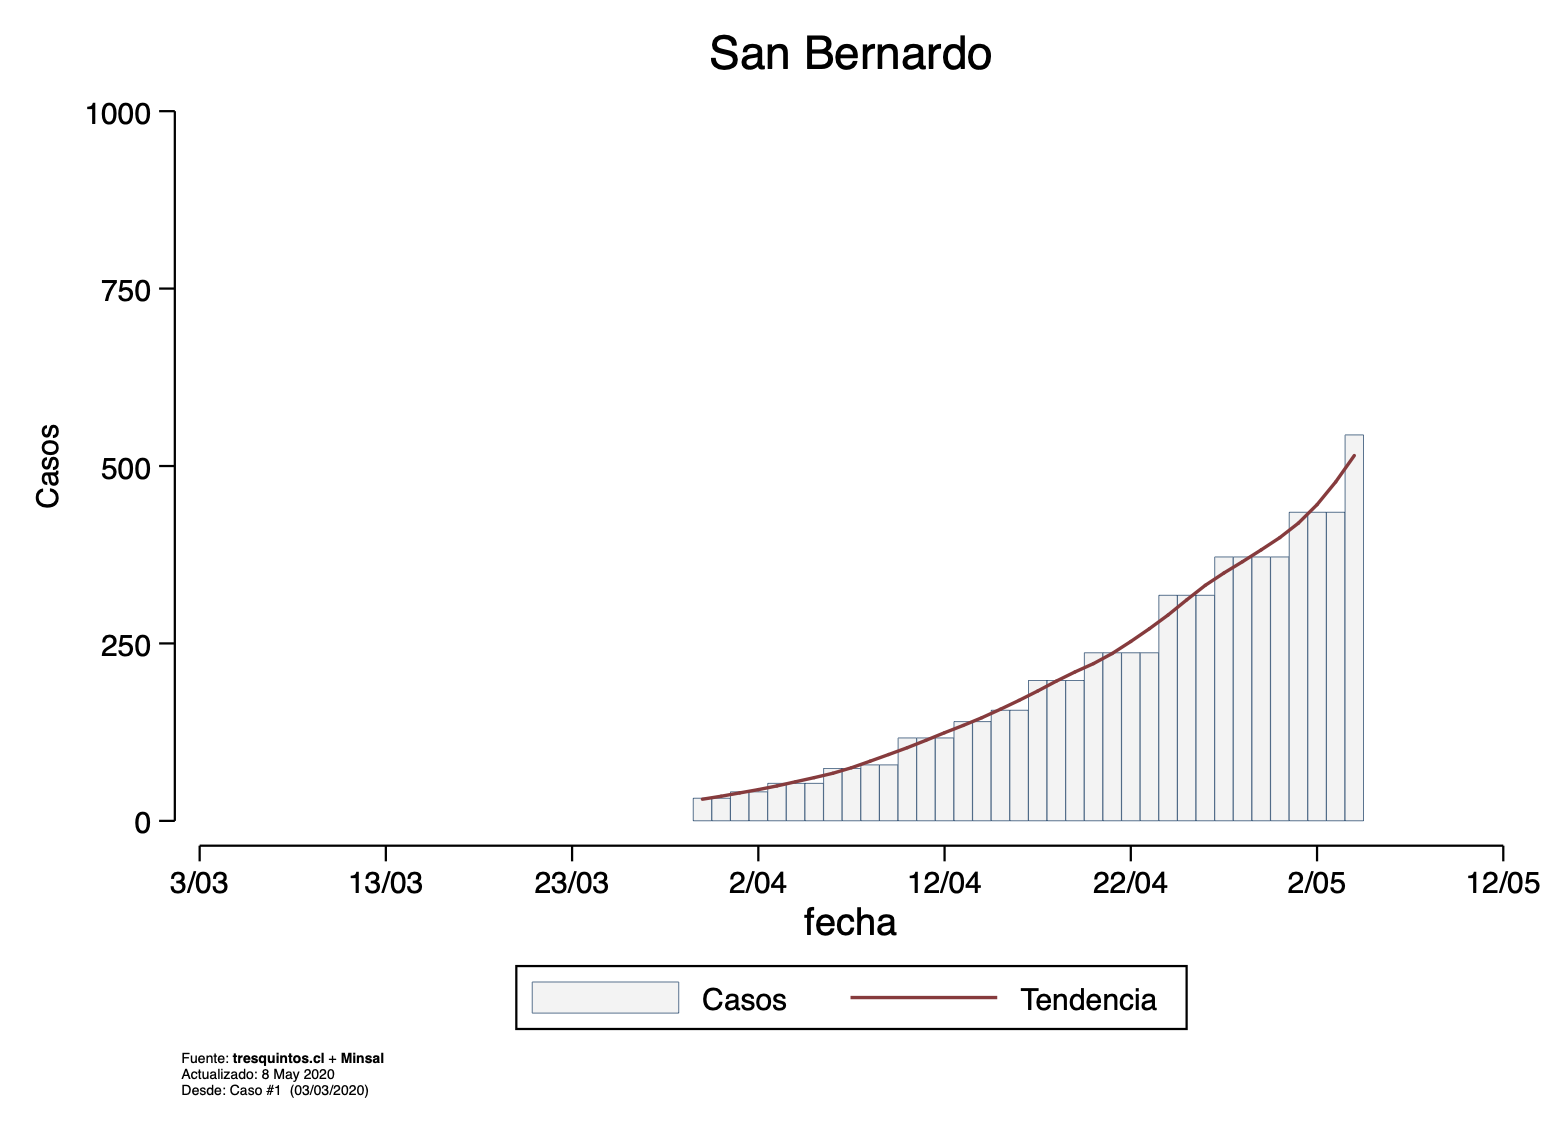 San Bernardo
1000
750
500
250
0
Casos
3/03 13/03 23/03 2/04 12/04 22/04 2/05 12/05
fecha
Casos Tendencia
Fuente: tresquintos.cl + Minsal
Actualizado: 8 May 2020
Desde: Caso #1 (03/03/2020)